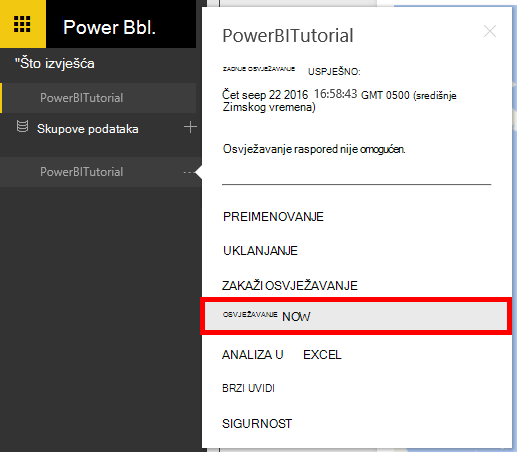 Power Bbl.
"Što izvješća
PowerBITutorial
Skupove podataka
PowerBITutorial
PowerBITutorial
ZADNJE OSVJEŽAVANJE USPJEŠNO:
Čet seep 22 2016 16:58:43 GMT 0500 (središnje
Zimskog vremena)
Osvježavanje raspored nije omogućen.
PREIMENOVANJE
UKLANJANJE
ZAKAŽI OSVJEŽAVANJE
OSVJEŽAVANJE NOW
ANALIZA U EXCEL
BRZI UVIDI
SIGURNOST